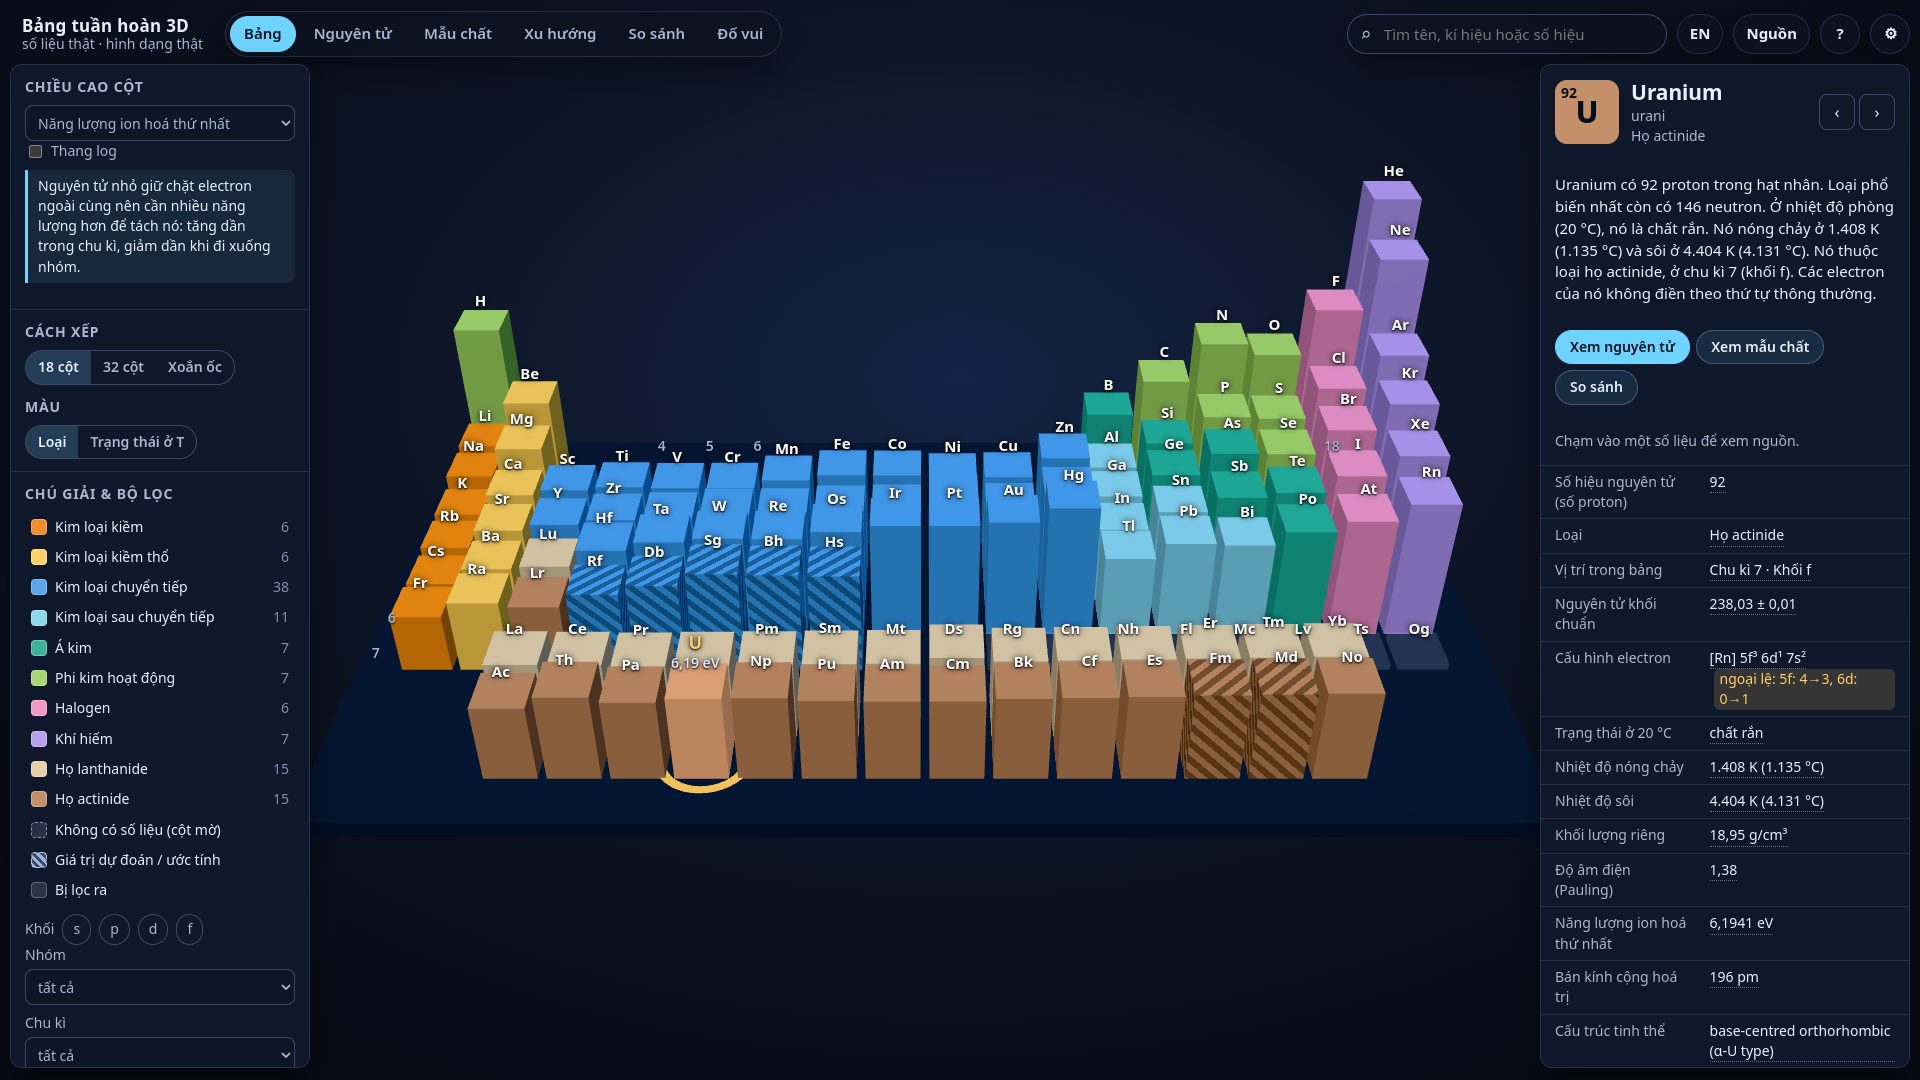 Bảng tuần hoàn 3D
số liệu thật · hình dạng thật
Bảng
Nguyên tử
Mẫu chất
Xu hướng
So sánh
Đố vui
Tìm tên, kí hiệu hoặc số hiệu
EN
Nguồn
?
CHIỀU CAO CỘT
Năng lượng ion hoá thứ nhất
Thang log
Nguyên tử nhỏ giữ chặt electron
ngoài cùng nên cần nhiều năng
lượng hơn để tách nó: tăng dần
trong chu kì, giảm dần khi đi xuống
nhóm.
CÁCH XẾP
18 cột
32 cột
Xoắn ốc
MÀU
Loại
Trạng thái ở T
CHÚ GIẢI & BỘ LỌC
Kim loại kiềm 6
Kim loại kiềm thổ 6
Kim loại chuyển tiếp 38
Kim loại sau chuyển tiếp 11
Á kim 7
Phi kim hoạt động 7
Halogen 6
Khí hiếm 7
Họ lanthanide 15
Họ actinide 15
Không có số liệu (cột mờ)
Giá trị dự đoán / ước tính
Bị lọc ra
Khối s p d f
Nhóm
tất cả
Chu kì
tất cả
He
Ne
F
H
N
O
Ar
C
Cl
Kr
Be
B
P
S
Br
Li
Mg
Si
As
Se
Xe
Na
Ca
Sc
Ti
4
V
5
Cr
6
Mn
Fe
Co
Ni
Cu
Zn
Al
Ge
Te
18
I
Rn
K
Sr
Y
Zr
Ta
W
Re
Os
Ir
Pt
Au
Hg
Ga
In
Sn
Sb
Po
At
Rb
Ba
Lu
Hf
Db
Sg
Bh
Hs
Tl
Pb
Bi
Cs
Ra
Lr
Rf
Fr
6
7
La
Ce
Pr
U
6,19 eV
Pm
Sm
Mt
Ds
Rg
Cn
Nh
Fl
Er
Mc
Tm
Lv
Yb
Ts
Og
Ac
Th
Pa
Np
Pu
Am
Cm
Bk
Cf
Es
Fm
Md
No
92
U
Uranium
urani
Họ actinide
‹
›
Uranium có 92 proton trong hạt nhân. Loại phổ
biến nhất còn có 146 neutron. Ở nhiệt độ phòng
(20 °C), nó là chất rắn. Nó nóng chảy ở 1.408 K
(1.135 °C) và sôi ở 4.404 K (4.131 °C). Nó thuộc
loại họ actinide, ở chu kì 7 (khối f). Các electron
của nó không điền theo thứ tự thông thường.
Xem nguyên tử
Xem mẫu chất
So sánh
Chạm vào một số liệu để xem nguồn.
Số hiệu nguyên tử
(số proton)
92
Loại
Họ actinide
Vị trí trong bảng
Chu kì 7 · Khối f
Nguyên tử khối
chuẩn
238,03 ± 0,01
Cấu hình electron
[Rn] 5f³ 6d¹ 7s²
ngoại lệ: 5f: 4→3, 6d:
0→1
Trạng thái ở 20 °C
chất rắn
Nhiệt độ nóng chảy
1.408 K (1.135 °C)
Nhiệt độ sôi
4.404 K (4.131 °C)
Khối lượng riêng
18,95 g/cm³
Độ âm điện
(Pauling)
1,38
Năng lượng ion hoá
thứ nhất
6,1941 eV
Bán kính cộng hoá
trị
196 pm
Cấu trúc tinh thể
base-centred orthorhombic
(α-U type)